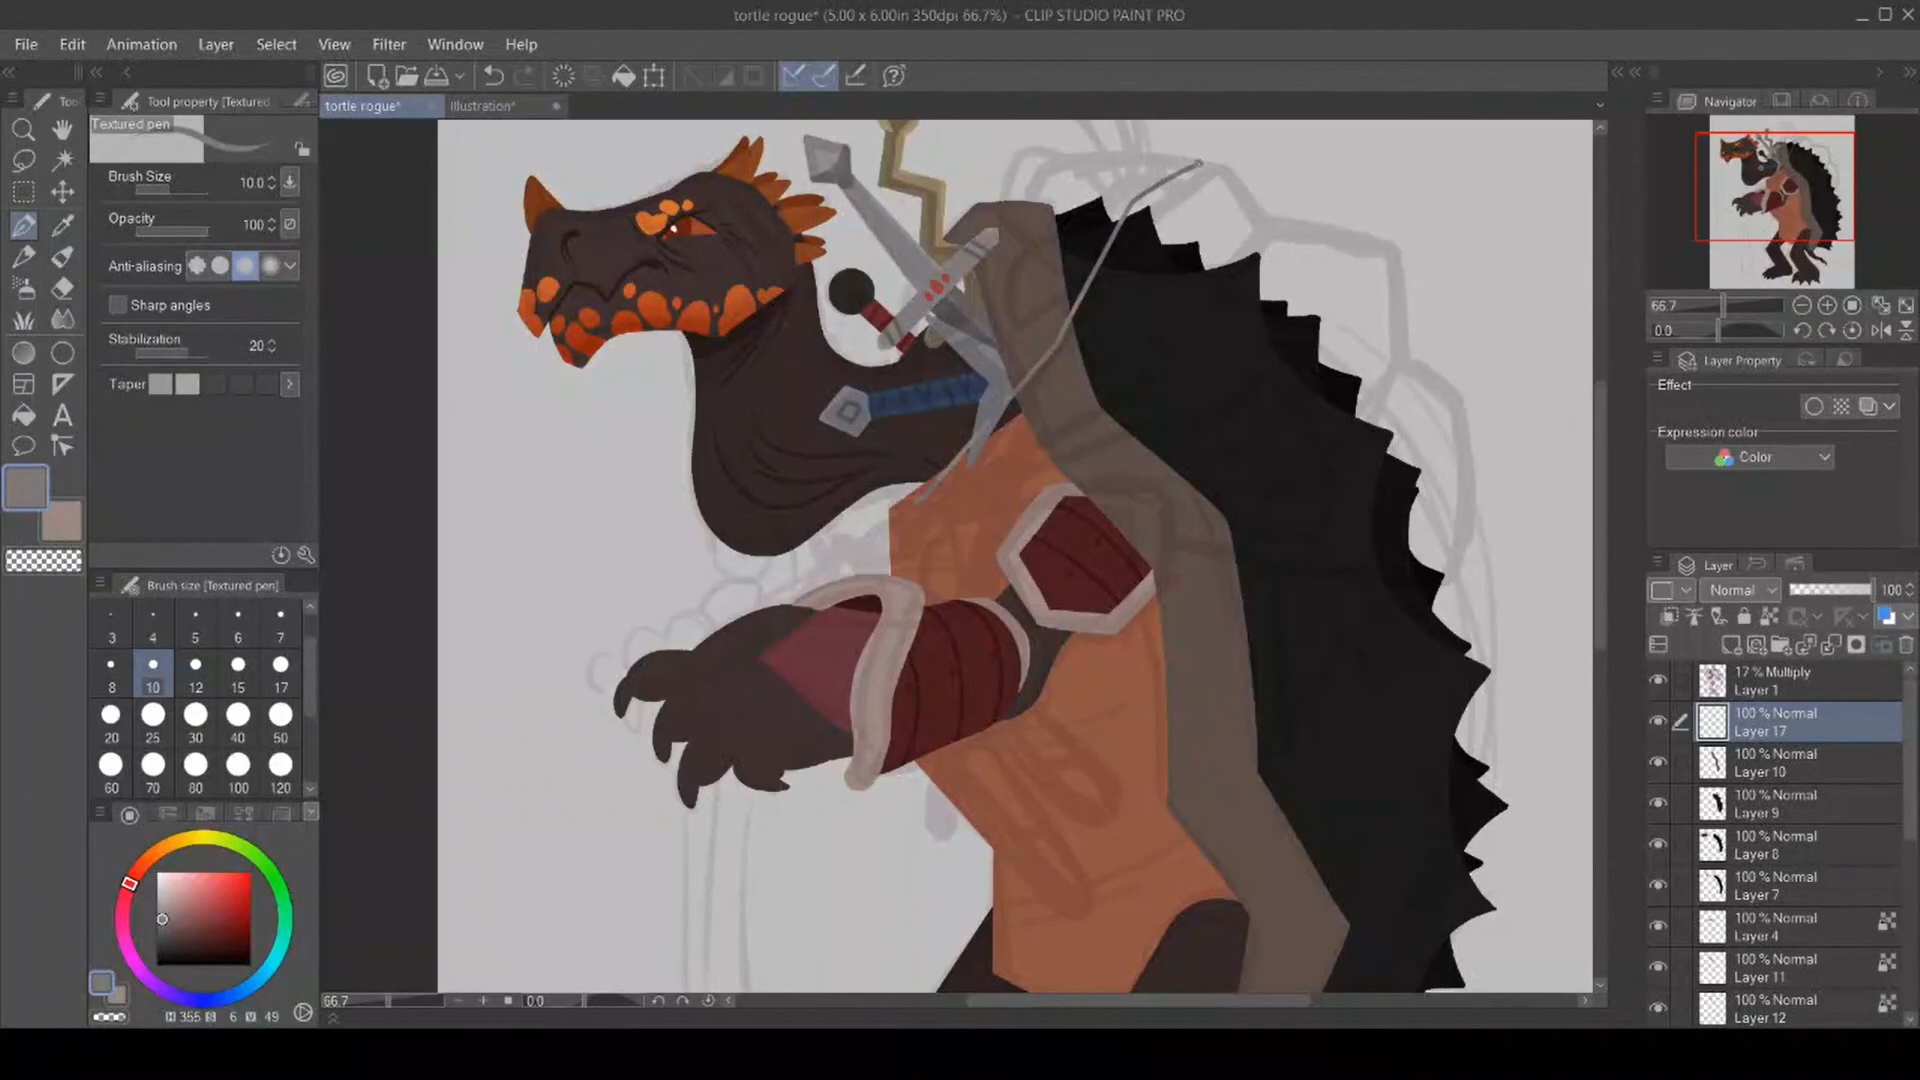 tortle rogue* (5.00 x 6.00in 350dpi 66.7%) - CLIP STUDIO PAINT PRO
File Edit Animation Layer Select View Filter Window Help
Tool property [Textured
tortle rogue* Illustration*
Navigator
Textured pen
Brush Size 10.0
Opacity 100
Anti-aliasing
Sharp angles
Stabilization 20
Taper
66.7
0.0
Layer Property
Effect
Expression color
Color
Layer
Normal 100
Brush size [Textured pen]
3 4 5 6 7
8 10 12 15 17
20 25 30 40 50
60 70 80 100 120
17 % Multiply
Layer 1
100 % Normal
Layer 17
100 % Normal
Layer 10
100 % Normal
Layer 9
100 % Normal
Layer 8
100 % Normal
Layer 7
100 % Normal
Layer 4
100 % Normal
Layer 11
100 % Normal
Layer 12
66.7 0.0
H 355 S 6 V 49